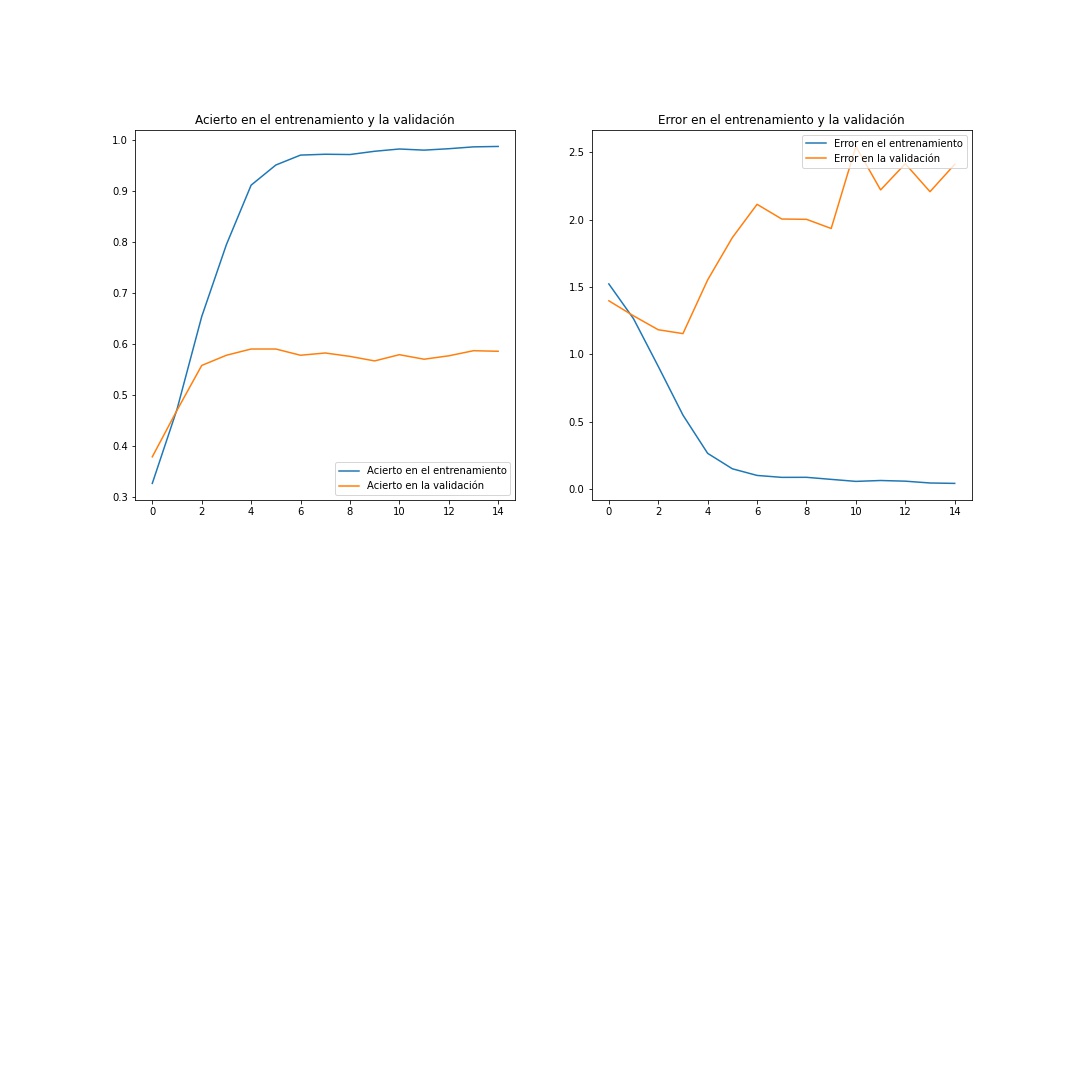 Acierto en el entrenamiento y la validación
1.0
0.9
0.8
0.7
0.6
0.5
0.4
0.3
0 2 4 6 8 10 12 14
Acierto en el entrenamiento
Acierto en la validación
Error en el entrenamiento y la validación
2.5
2.0
1.5
1.0
0.5
0.0
0 2 4 6 8 10 12 14
Error en el entrenamiento
Error en la validación